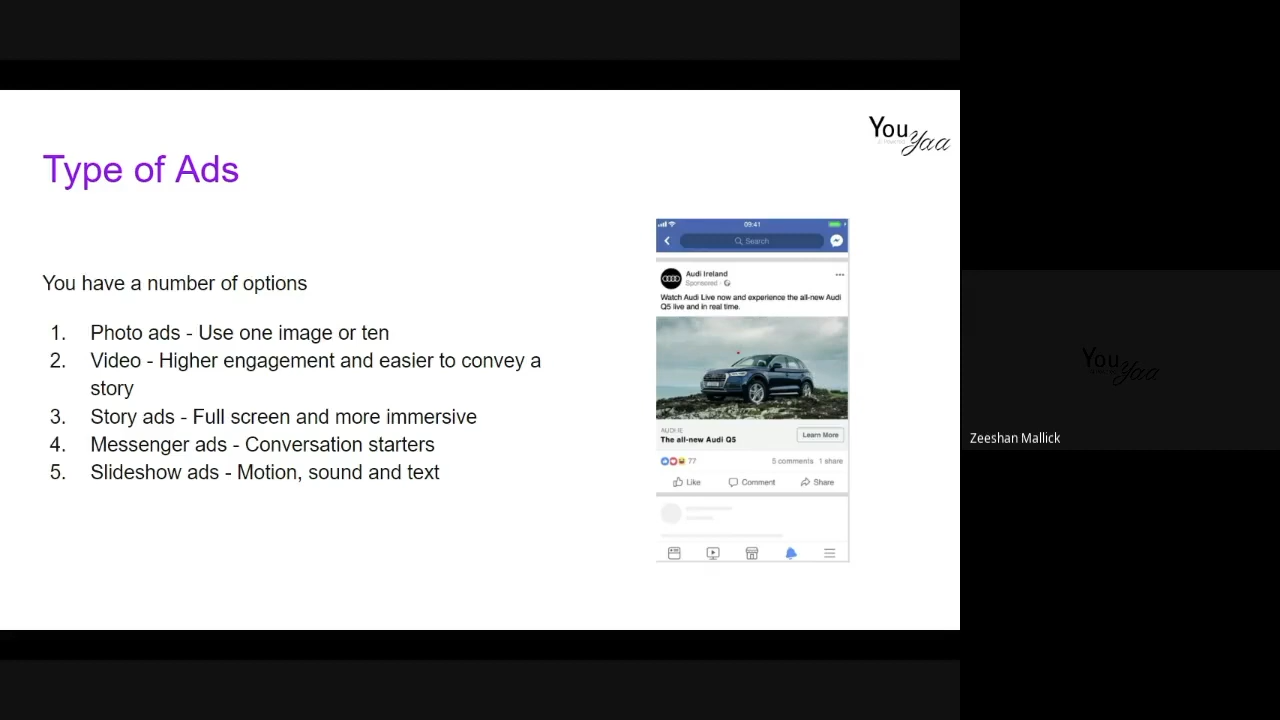 You
yaa
Type of Ads
You have a number of options
1. Photo ads - Use one image or ten
2. Video - Higher engagement and easier to convey a
story
3. Story ads - Full screen and more immersive
4. Messenger ads - Conversation starters
5. Slideshow ads - Motion, sound and text
09:41
Search
Audi Ireland
Sponsored ·
Watch Audi Live now and experience the all-new Audi
Q5 live and in real time.
AUDI.IE
The all-new Audi Q5
Learn More
77 5 comments 1 share
Like Comment Share
You
yaa
Zeeshan Mallick